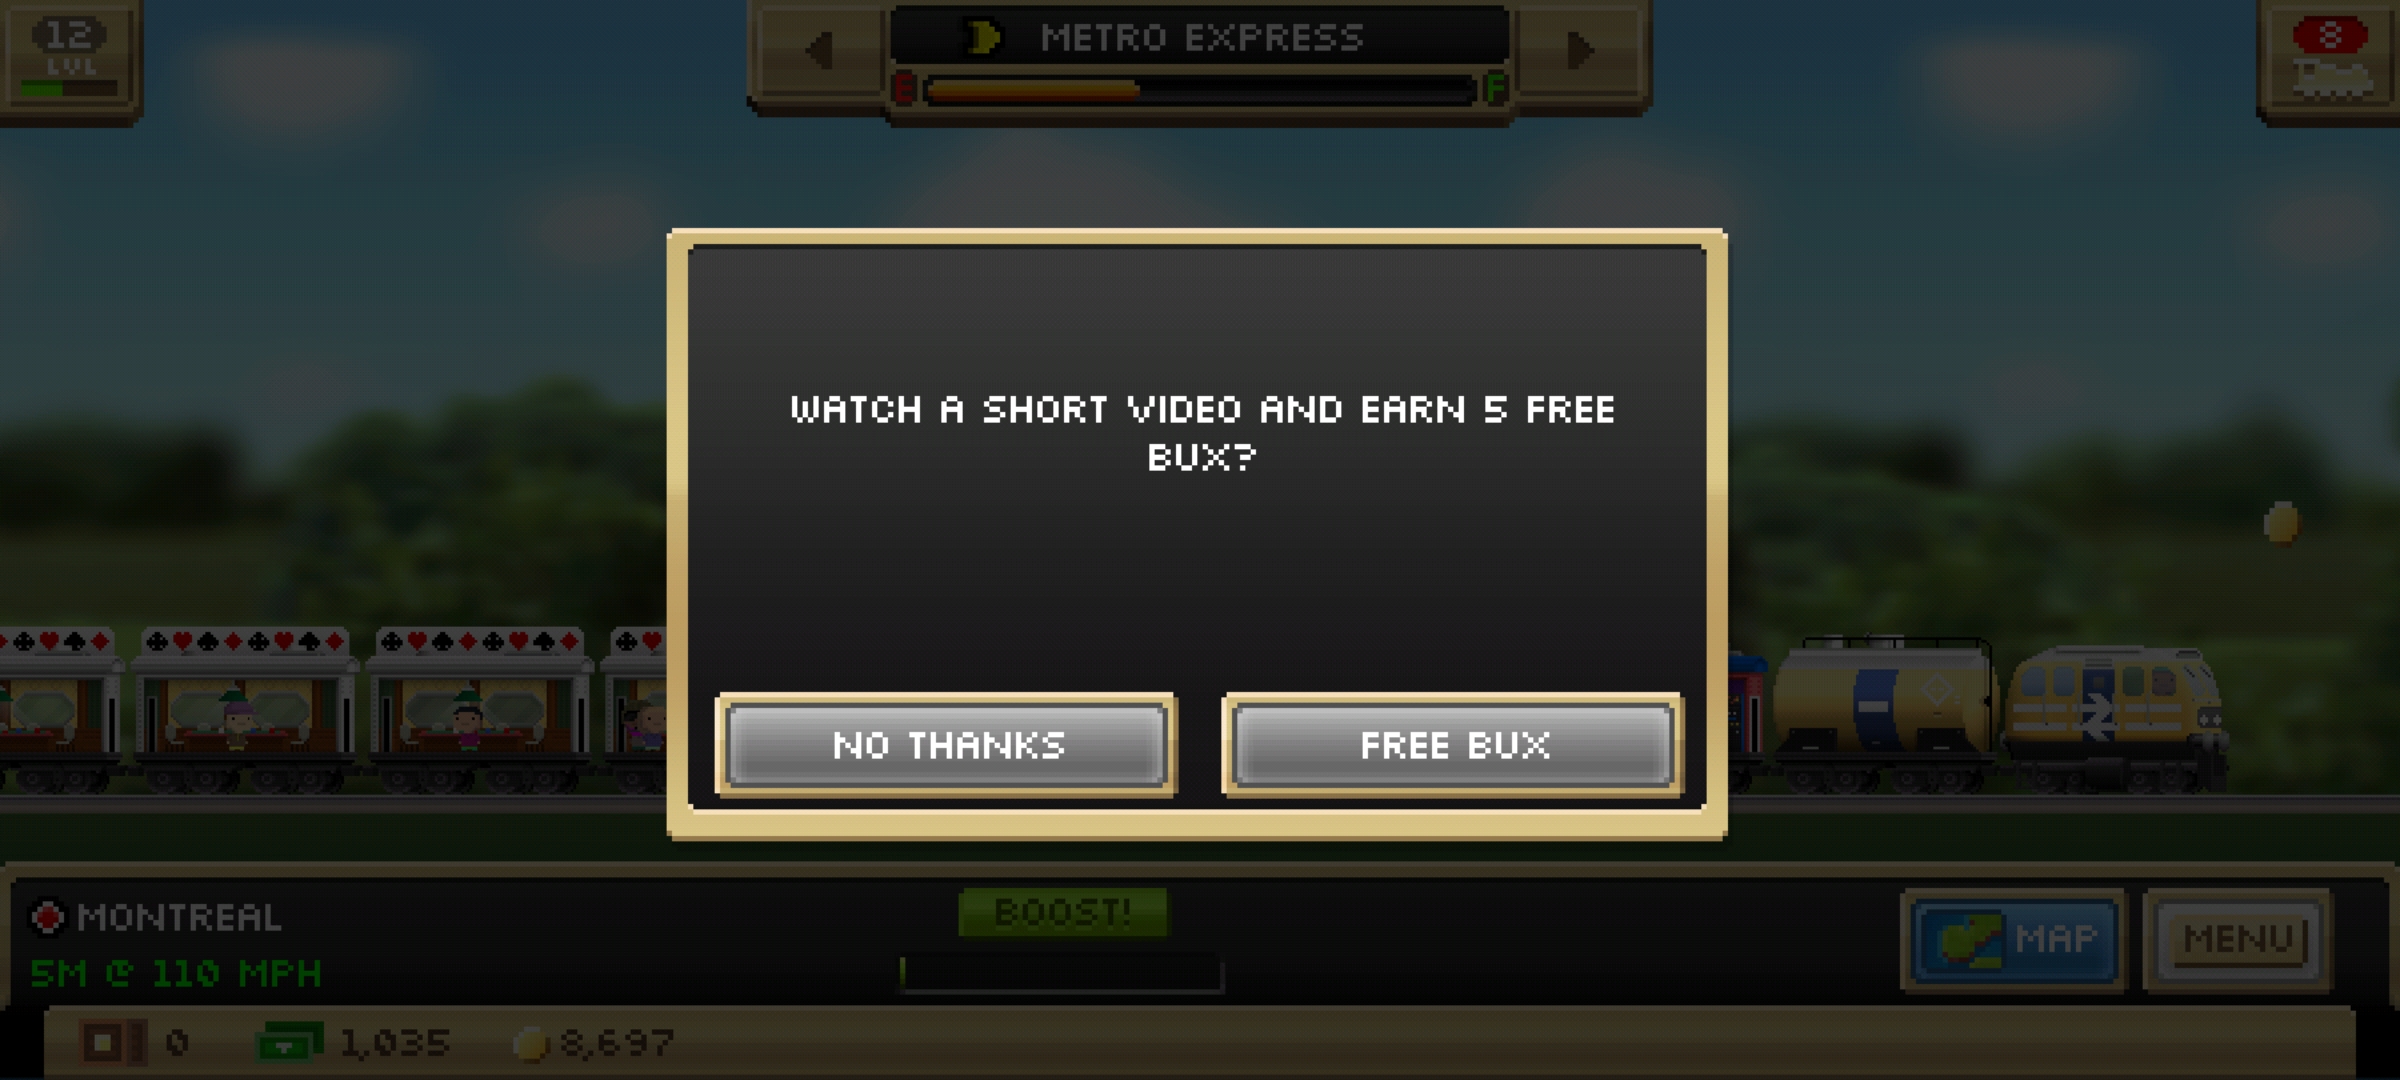 12
LVL
METRO EXPRESS
E
F
8
WATCH A SHORT VIDEO AND EARN 5 FREE
BUX?
NO THANKS
FREE BUX
MONTREAL
5M @ 110 MPH
BOOST!
MAP
MENU
0
1,035
8,697